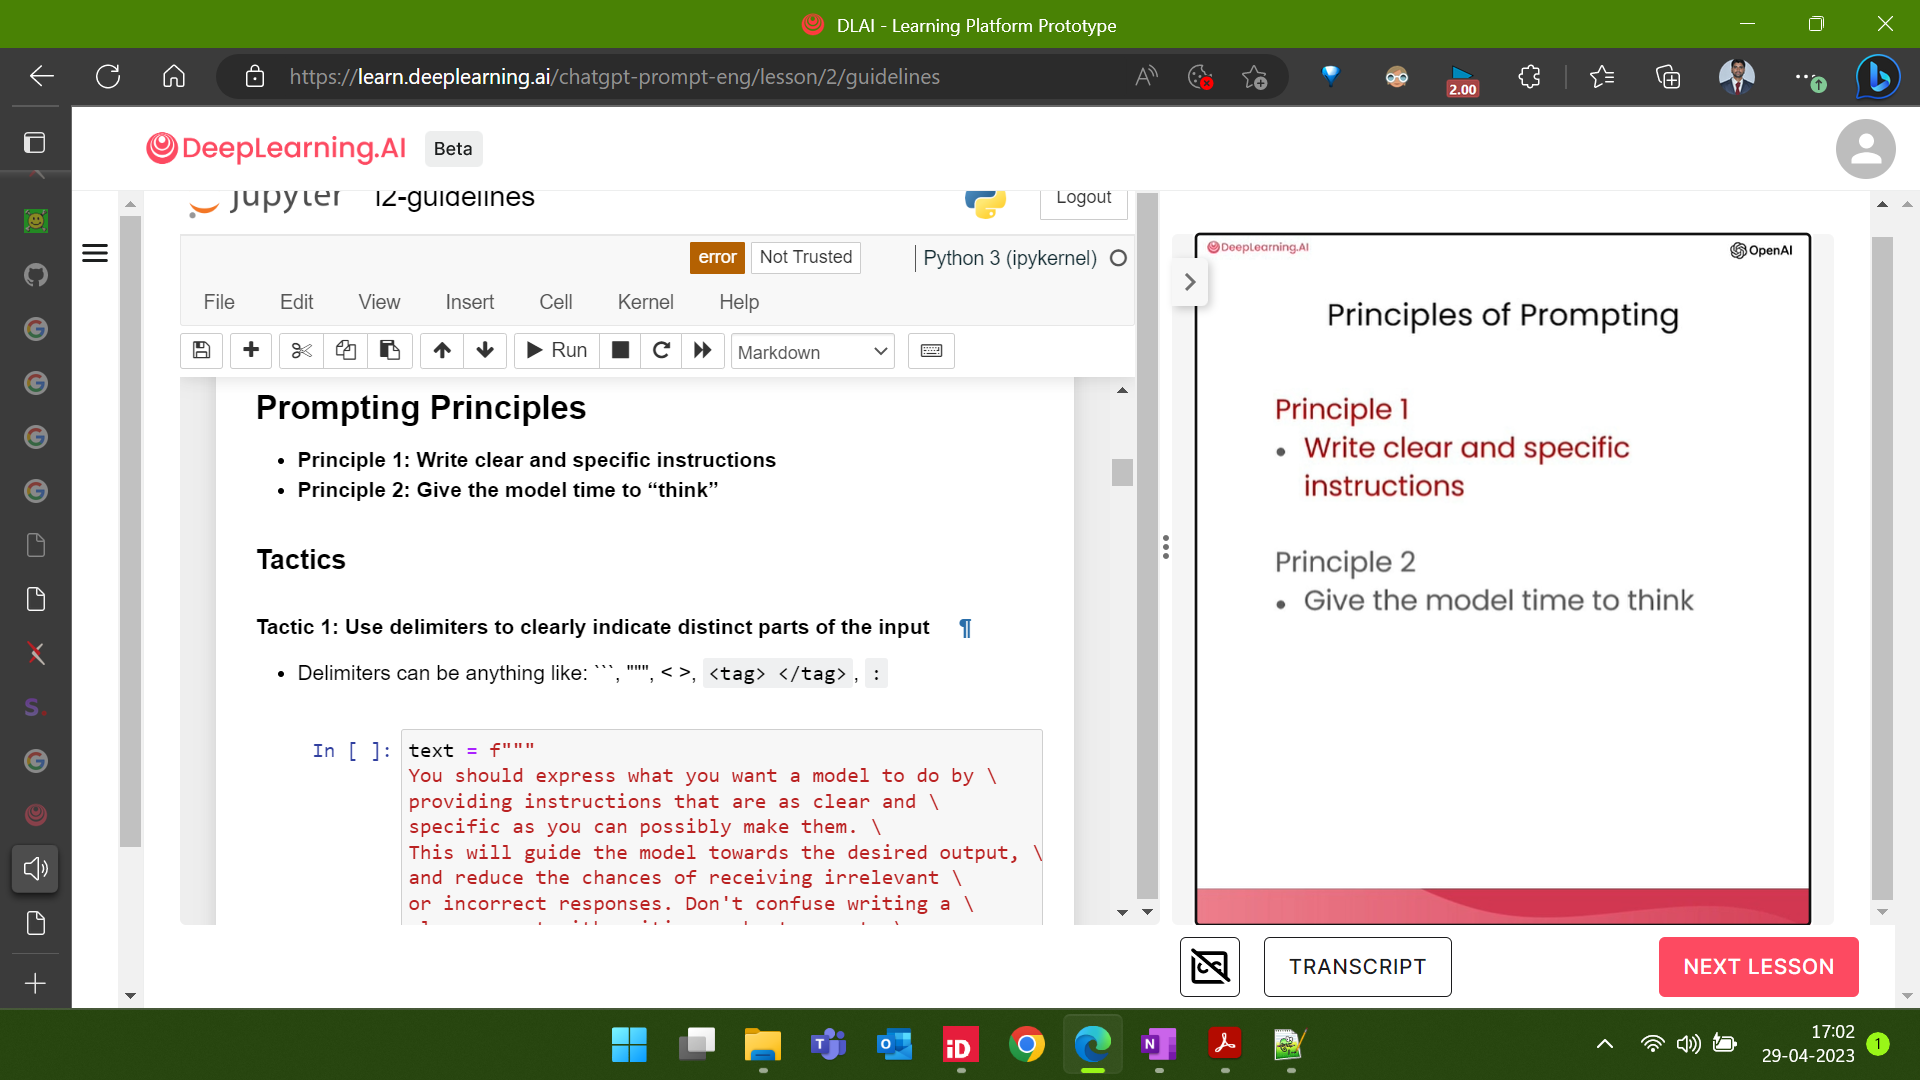 DLAI - Learning Platform Prototype
https://learn.deeplearning.ai/chatgpt-prompt-eng/lesson/2/guidelines
2.00
DeepLearning.AI Beta
jupyter l2-guidelines
Logout
error Not Trusted Python 3 (ipykernel)
File Edit View Insert Cell Kernel Help
Run Markdown
Prompting Principles
• Principle 1: Write clear and specific instructions
• Principle 2: Give the model time to “think”
Tactics
Tactic 1: Use delimiters to clearly indicate distinct parts of the input ¶
• Delimiters can be anything like: ```, """, < >, <tag> </tag>, :
In [ ]: text = f"""
You should express what you want a model to do by \
providing instructions that are as clear and \
specific as you can possibly make them. \
This will guide the model towards the desired output, \
and reduce the chances of receiving irrelevant \
or incorrect responses. Don't confuse writing a \
DeepLearning.AI
OpenAI
Principles of Prompting
Principle 1
• Write clear and specific
instructions
Principle 2
• Give the model time to think
TRANSCRIPT
NEXT LESSON
17:02
29-04-2023
1